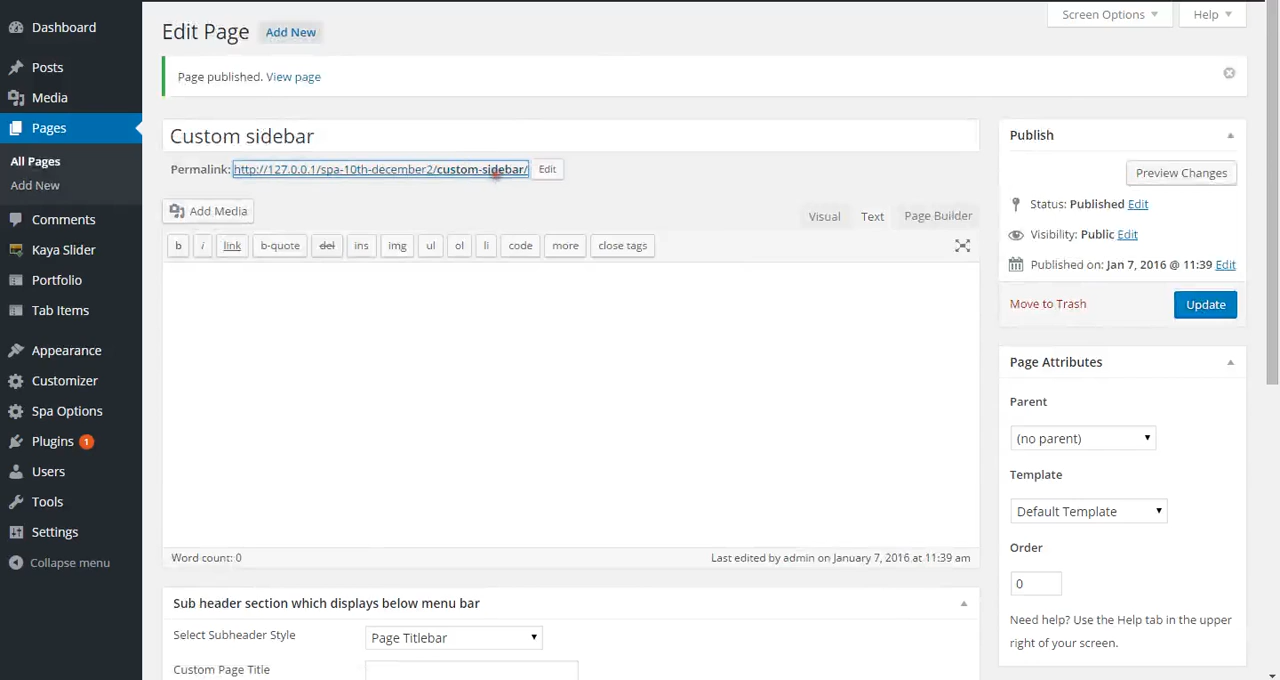 Dashboard
Posts
Media
Pages
All Pages
Add New
Comments
Kaya Slider
Portfolio
Tab Items
Appearance
Customizer
Spa Options
Plugins 1
Users
Tools
Settings
Collapse menu
Screen Options
Help
Edit Page Add New
Page published. View page
Custom sidebar
Permalink: http://127.0.0.1/spa-10th-december2/custom-sidebar/ Edit
Add Media
Visual Text Page Builder
b i link b-quote del ins img ul ol li code more close tags
Word count: 0
Last edited by admin on January 7, 2016 at 11:39 am
Sub header section which displays below menu bar
Select Subheader Style
Page Titlebar
Custom Page Title
Publish
Preview Changes
Status: Published Edit
Visibility: Public Edit
Published on: Jan 7, 2016 @ 11:39 Edit
Move to Trash
Update
Page Attributes
Parent
(no parent)
Template
Default Template
Order
0
Need help? Use the Help tab in the upper
right of your screen.